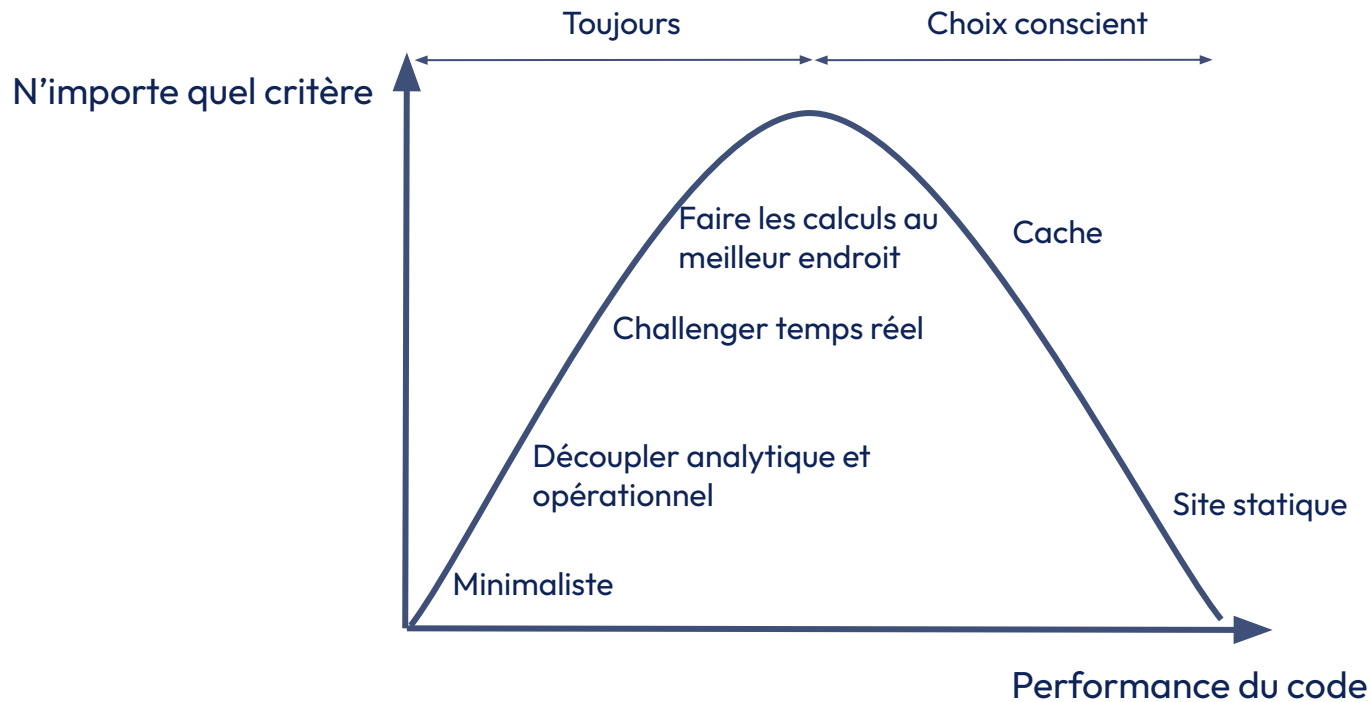 Toujours
Choix conscient
N’importe quel critère
Faire les calculs au
meilleur endroit
Cache
Challenger temps réel
Découpler analytique et
opérationnel
Site statique
Minimaliste
Performance du code